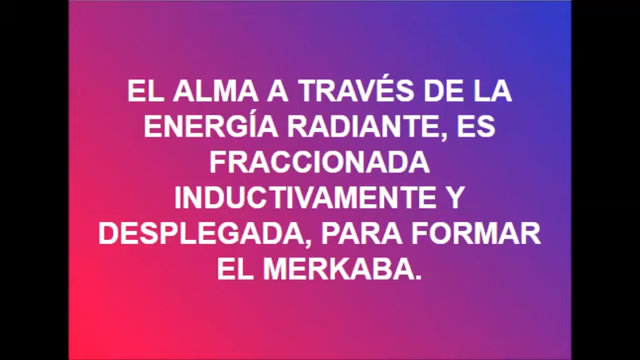 EL ALMA A TRAVÉS DE LA
ENERGÍA RADIANTE, ES
FRACCIONADA
INDUCTIVAMENTE Y
DESPLEGADA, PARA FORMAR
EL MERKABA.